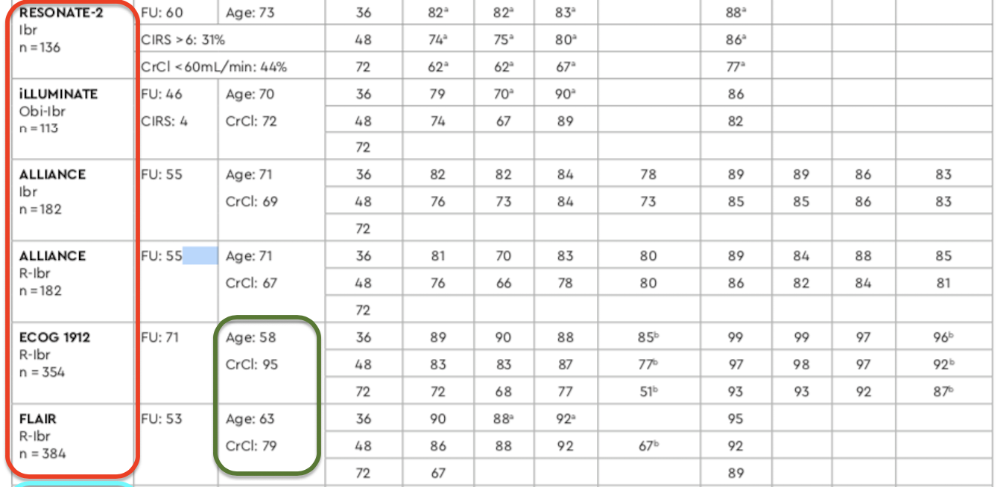 RESONATE-2 FU: 60 Age: 73 36 82ᵃ 82ᵃ 83ᵃ 88ᵃ
Ibr
n=136 CIRS >6: 31% 48 74ᵃ 75ᵃ 80ᵃ 86ᵃ
CrCl <60mL/min: 44% 72 62ᵃ 62ᵃ 67ᵃ 77ᵃ
iLLUMINATE FU: 46 Age: 70 36 79 70ᵃ 90ᵃ 86
Obi-Ibr
n=113 CIRS: 4 CrCl: 72 48 74 67 89 82
72
ALLIANCE FU: 55 Age: 71 36 82 82 84 78 89 89 86 83
Ibr
n=182 CrCl: 69 48 76 73 84 73 85 85 86 83
72
ALLIANCE FU: 55 Age: 71 36 81 70 83 80 89 84 88 85
R-Ibr
n=182 CrCl: 67 48 76 66 78 80 86 82 84 81
72
ECOG 1912 FU: 71 Age: 58 36 89 90 88 85ᵇ 99 99 97 96ᵇ
R-Ibr
n = 354 CrCl: 95 48 83 83 87 77ᵇ 97 98 97 92ᵇ
72 72 68 77 51ᵇ 93 93 92 87ᵇ
FLAIR FU: 53 Age: 63 36 90 88ᵃ 92ᵃ 95
R-Ibr
n = 384 CrCl: 79 48 86 88 92 67ᵇ 92
72 67 89